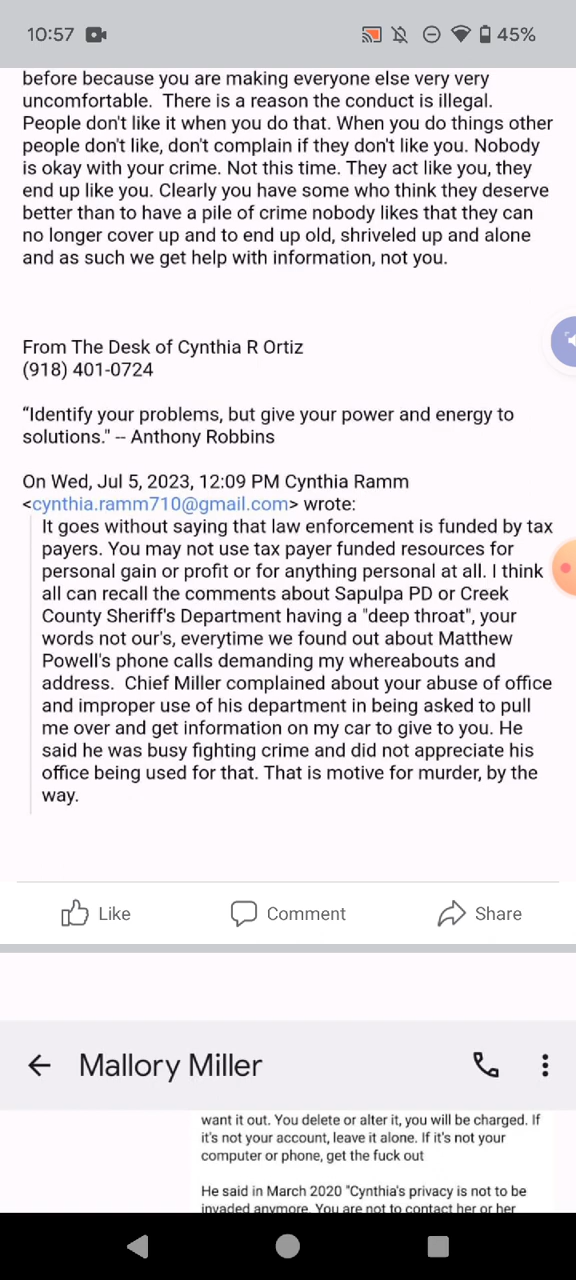 10:57
45%
before because you are making everyone else very very
uncomfortable.  There is a reason the conduct is illegal.
People don't like it when you do that. When you do things other
people don't like, don't complain if they don't like you. Nobody
is okay with your crime. Not this time. They act like you, they
end up like you. Clearly you have some who think they deserve
better than to have a pile of crime nobody likes that they can
no longer cover up and to end up old, shriveled up and alone
and as such we get help with information, not you.
From The Desk of Cynthia R Ortiz
(918) 401-0724
“Identify your problems, but give your power and energy to
solutions." -- Anthony Robbins
On Wed, Jul 5, 2023, 12:09 PM Cynthia Ramm
<cynthia.ramm710@gmail.com> wrote:
It goes without saying that law enforcement is funded by tax
payers. You may not use tax payer funded resources for
personal gain or profit or for anything personal at all. I think
all can recall the comments about Sapulpa PD or Creek
County Sheriff's Department having a "deep throat", your
words not our's, everytime we found out about Matthew
Powell's phone calls demanding my whereabouts and
address.  Chief Miller complained about your abuse of office
and improper use of his department in being asked to pull
me over and get information on my car to give to you. He
said he was busy fighting crime and did not appreciate his
office being used for that. That is motive for murder, by the
way.
Like Comment Share
Mallory Miller
want it out. You delete or alter it, you will be charged. If
it's not your account, leave it alone. If it's not your
computer or phone, get the fuck out
He said in March 2020 "Cynthia's privacy is not to be
invaded anymore. You are not to contact her or her